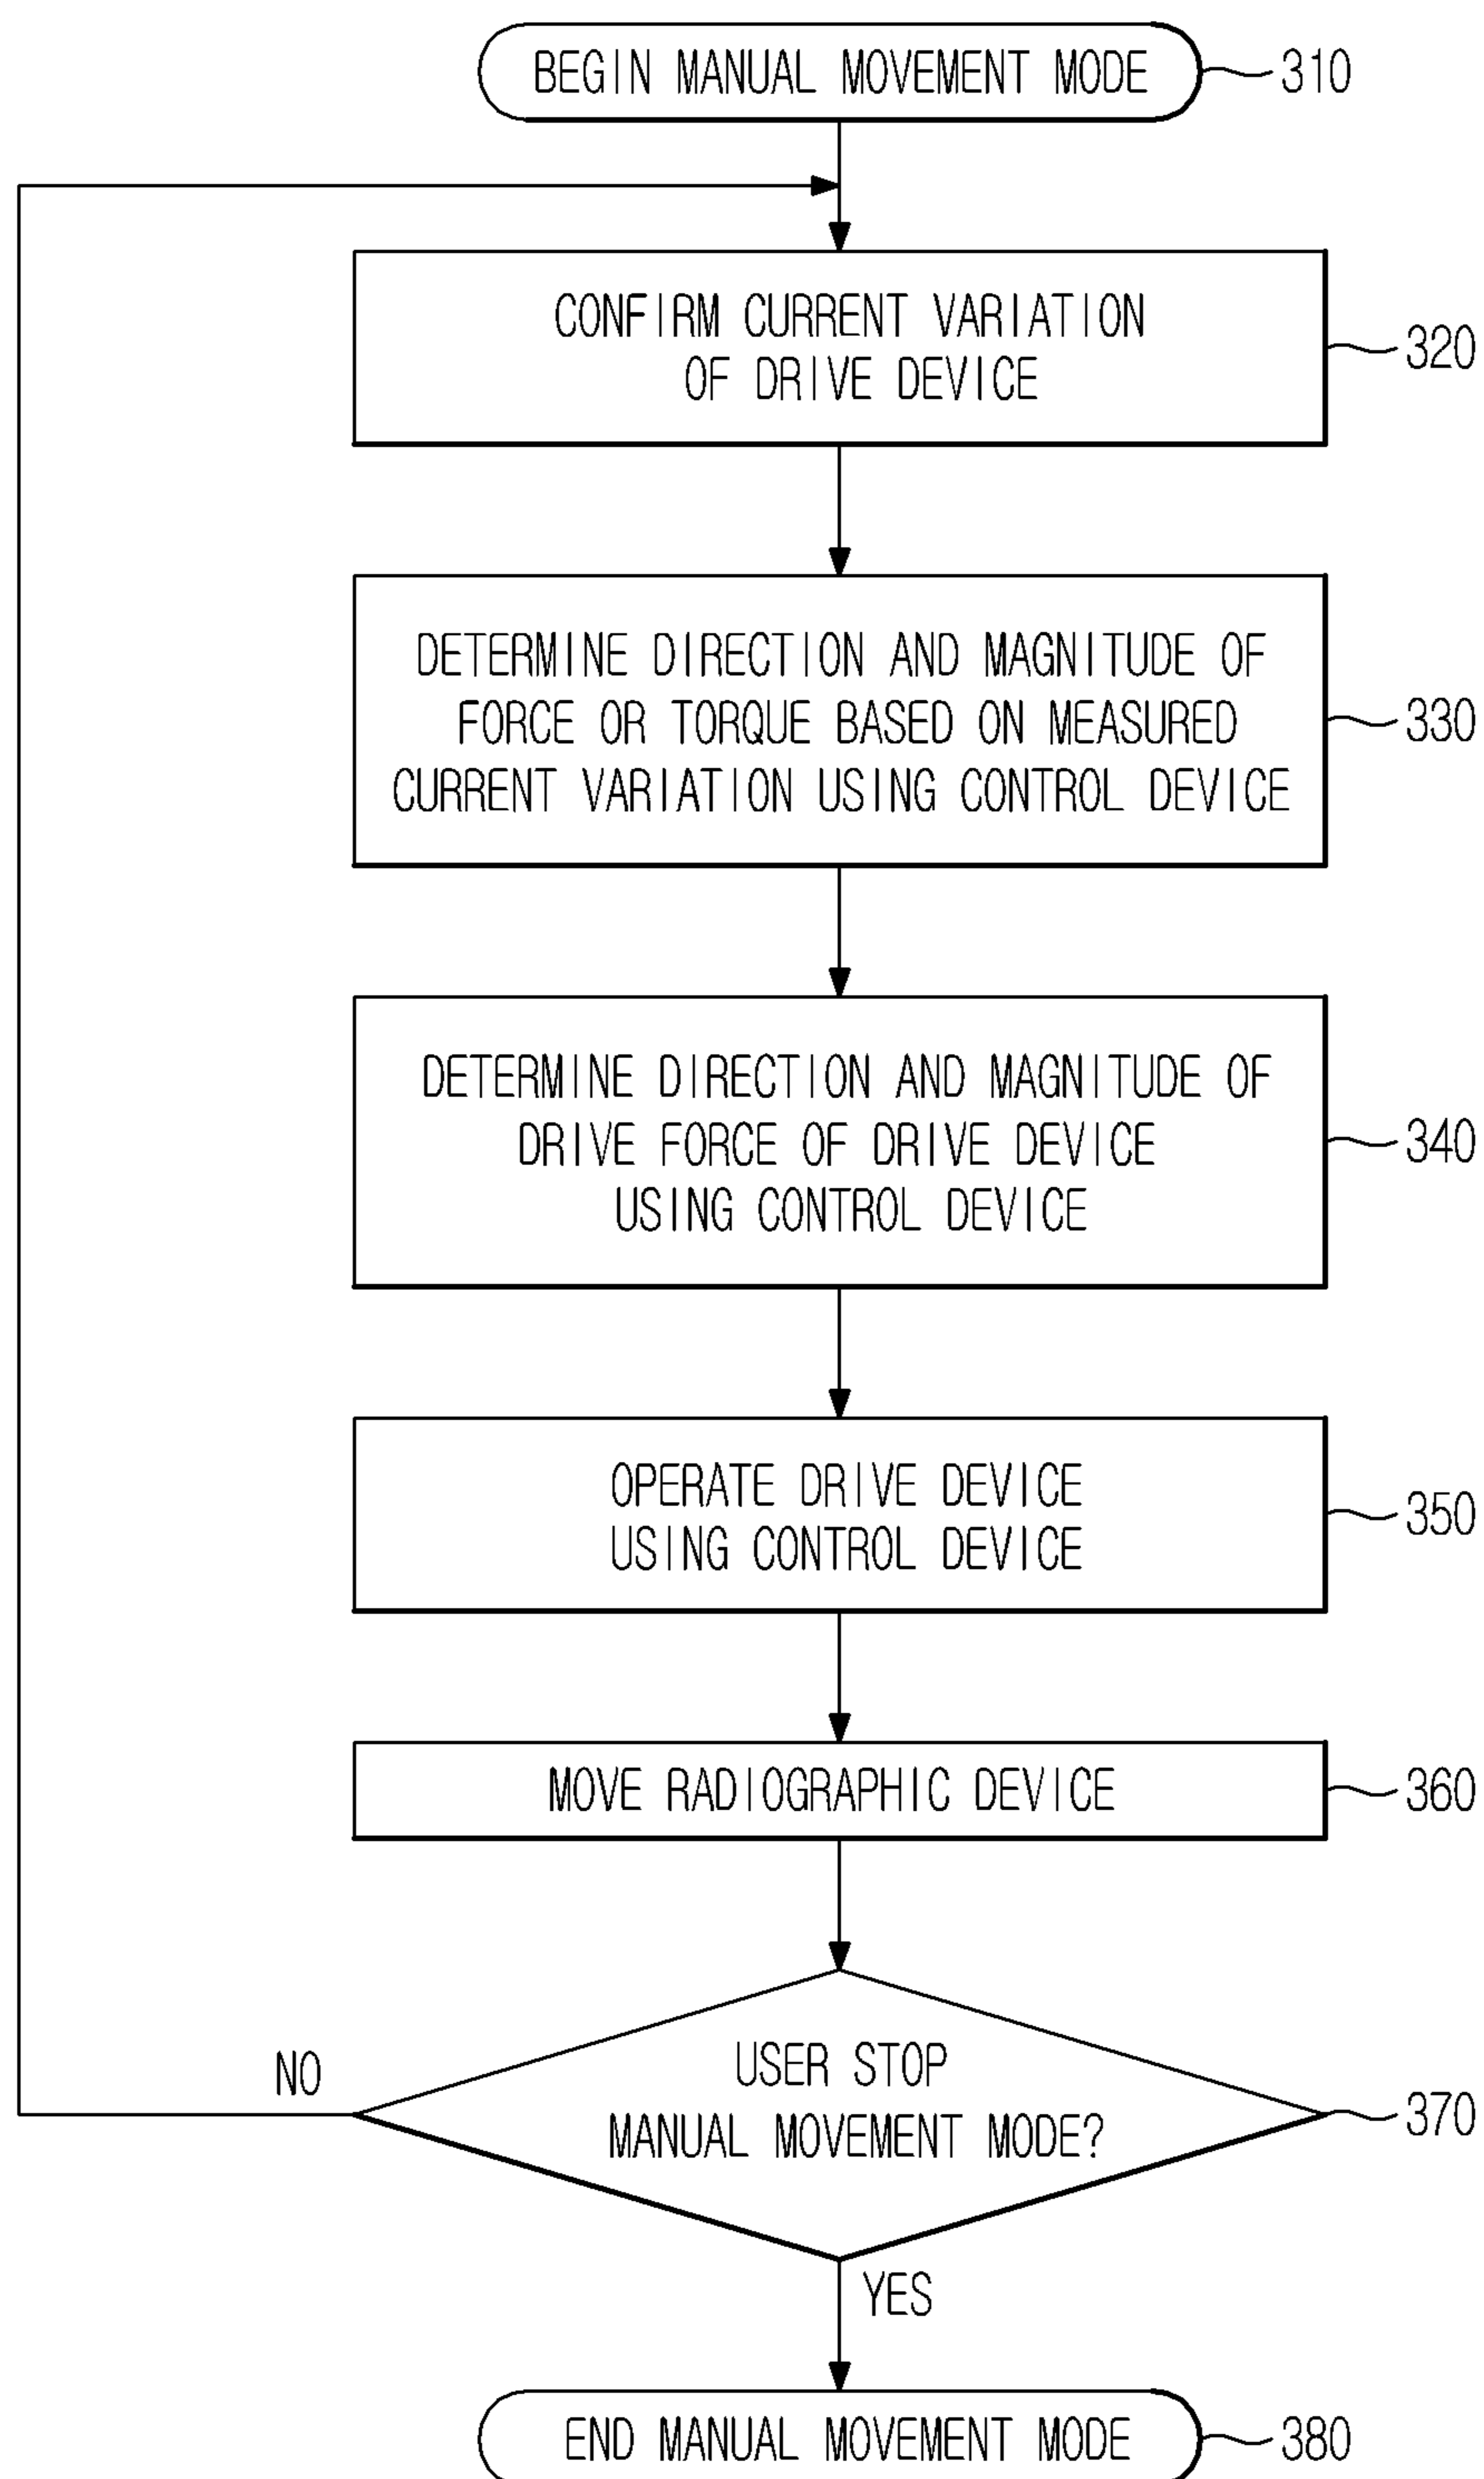 BEGIN MANUAL MOVEMENT MODE
310
CONFIRM CURRENT VARIATION
OF DRIVE DEVICE
320
DETERMINE DIRECTION AND MAGNITUDE OF
FORCE OR TORQUE BASED ON MEASURED
CURRENT VARIATION USING CONTROL DEVICE
330
DETERMINE DIRECTION AND MAGNITUDE OF
DRIVE FORCE OF DRIVE DEVICE
USING CONTROL DEVICE
340
OPERATE DRIVE DEVICE
USING CONTROL DEVICE
350
MOVE RADIOGRAPHIC DEVICE
360
USER STOP
MANUAL MOVEMENT MODE?
370
NO
YES
END MANUAL MOVEMENT MODE
380